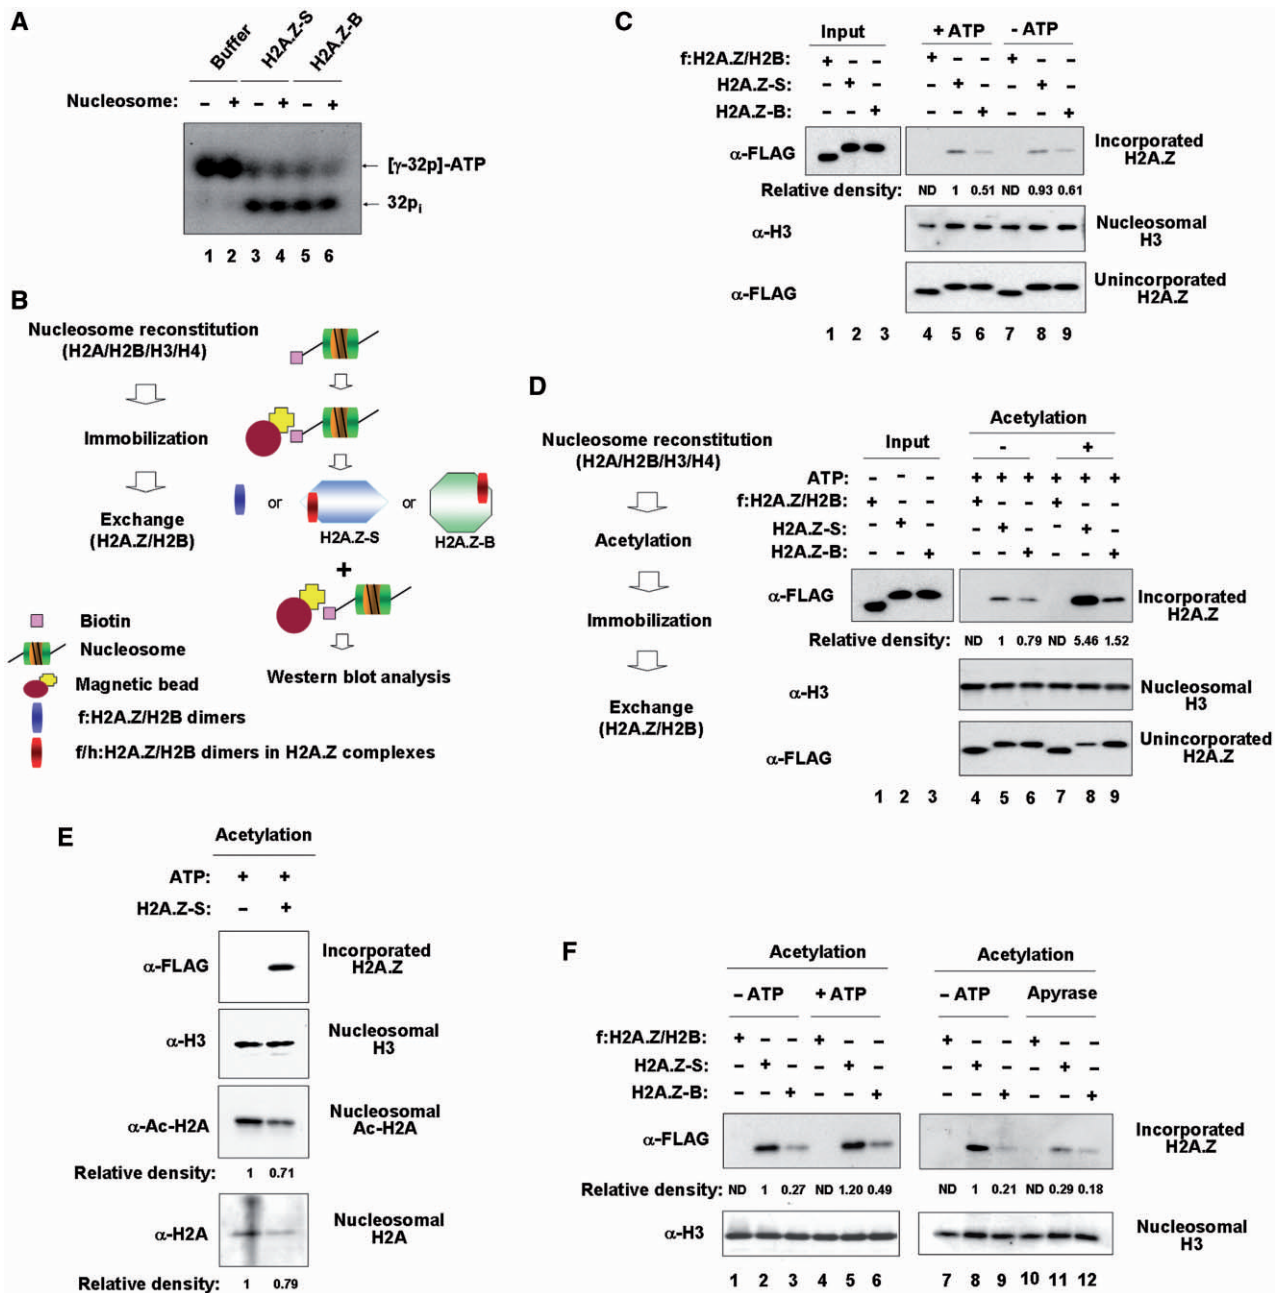 A
Buffer
H2A.Z-S
H2A.Z-B
Nucleosome: - + - + - +
[γ-32p]-ATP
32pi
1 2 3 4 5 6
B
Nucleosome reconstitution
(H2A/H2B/H3/H4)
Immobilization
Exchange
(H2A.Z/H2B)
or
or
H2A.Z-S
H2A.Z-B
+
Western blot analysis
Biotin
Nucleosome
Magnetic bead
f:H2A.Z/H2B dimers
f/h:H2A.Z/H2B dimers in H2A.Z complexes
C
Input
+ ATP
- ATP
f:H2A.Z/H2B: + - - + - - + - -
H2A.Z-S: - + - - + - - + -
H2A.Z-B: - - + - - + - - +
α-FLAG
Incorporated
H2A.Z
Relative density: ND 1 0.51 ND 0.93 0.61
α-H3
Nucleosomal
H3
α-FLAG
Unincorporated
H2A.Z
1 2 3 4 5 6 7 8 9
D
Nucleosome reconstitution
(H2A/H2B/H3/H4)
Acetylation
Immobilization
Exchange
(H2A.Z/H2B)
Acetylation
Input
- +
ATP: - - - + + + + + +
f:H2A.Z/H2B: + - - + - - + - -
H2A.Z-S: - + - - + - - + -
H2A.Z-B: - - + - - + - - +
α-FLAG
Incorporated
H2A.Z
Relative density: ND 1 0.79 ND 5.46 1.52
α-H3
Nucleosomal
H3
α-FLAG
Unincorporated
H2A.Z
1 2 3 4 5 6 7 8 9
E
Acetylation
ATP: + +
H2A.Z-S: - +
α-FLAG
Incorporated
H2A.Z
α-H3
Nucleosomal
H3
α-Ac-H2A
Nucleosomal
Ac-H2A
Relative density: 1 0.71
α-H2A
Nucleosomal
H2A
Relative density: 1 0.79
F
Acetylation
Acetylation
- ATP
+ ATP
- ATP
Apyrase
f:H2A.Z/H2B: + - - + - - + - - + - -
H2A.Z-S: - + - - + - - + - - + -
H2A.Z-B: - - + - - + - - + - - +
α-FLAG
Incorporated
H2A.Z
Relative density: ND 1 0.27 ND 1.20 0.49 ND 1 0.21 ND 0.29 0.18
α-H3
Nucleosomal
H3
1 2 3 4 5 6 7 8 9 10 11 12